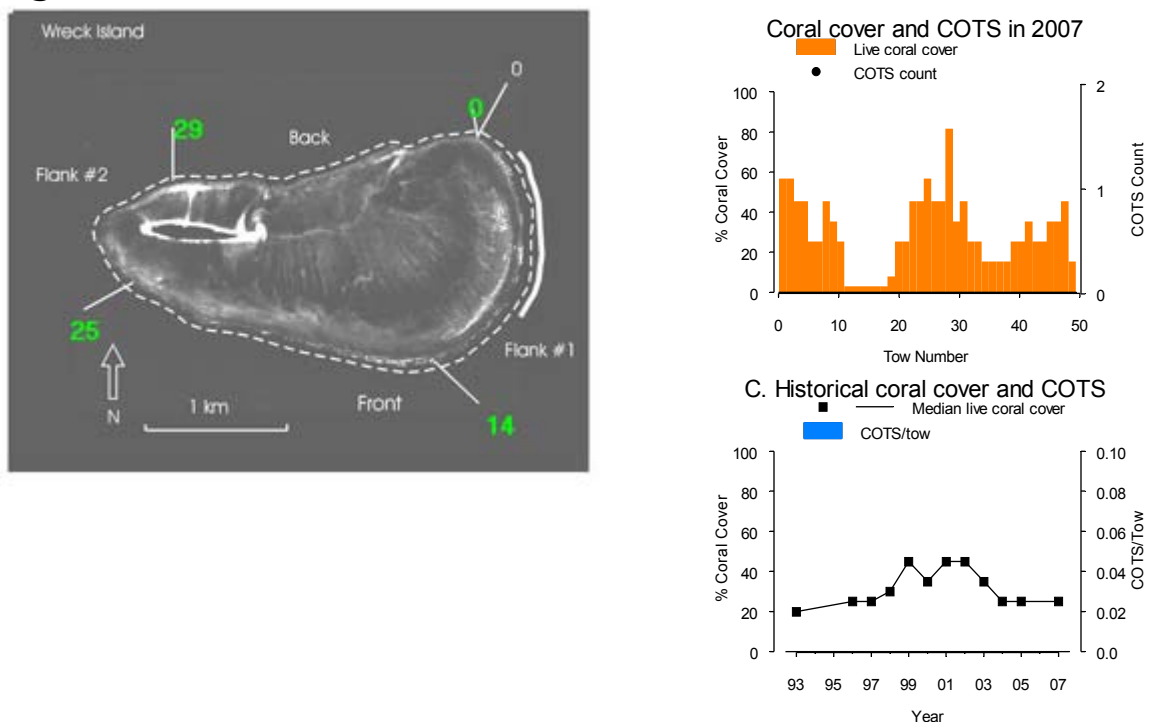 Wreck Island
0
0
29
Back
Flank #2
25
Flank #1
N
1 km
Front
14
Coral cover and COTS in 2007
Live coral cover
COTS count
100
80
60
40
20
0
% Coral Cover
2
1
0
COTS Count
0 10 20 30 40 50
Tow Number
C. Historical coral cover and COTS
Median live coral cover
COTS/tow
100
80
60
40
20
0
% Coral Cover
0.10
0.08
0.06
0.04
0.02
0.0
COTS/Tow
93 95 97 99 01 03 05 07
Year